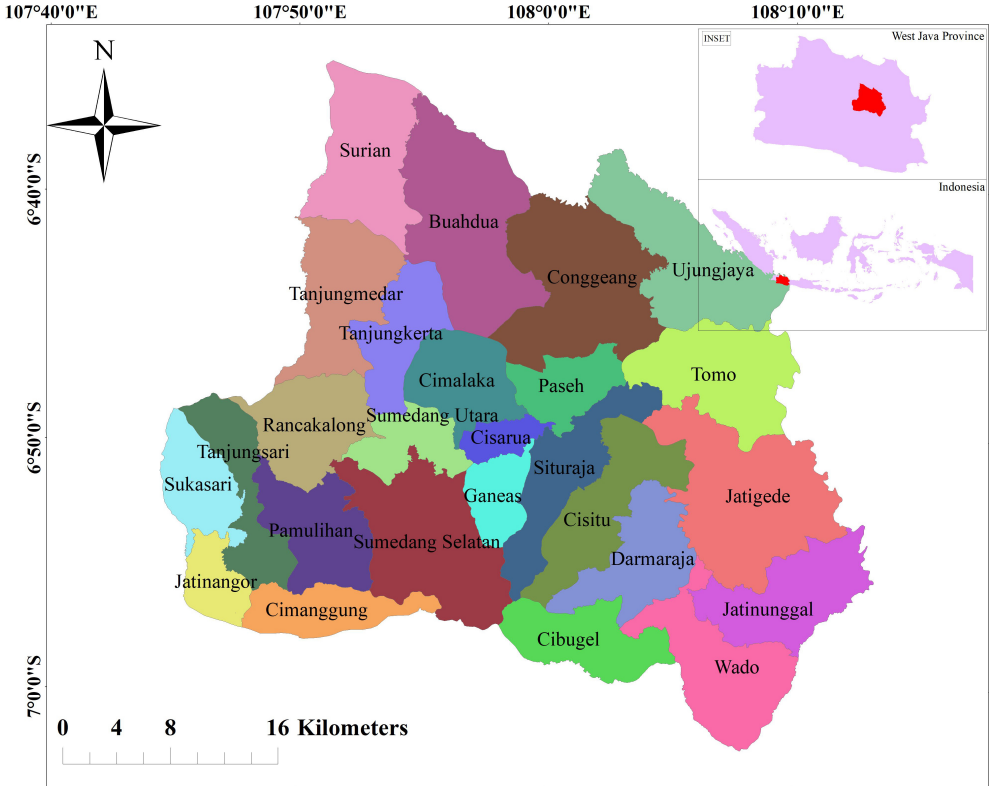 107°40'0"E 107°50'0"E 108°0'0"E 108°10'0"E
N
INSET
West Java Province
Indonesia
6°40'0"S
6°50'0"S
7°0'0"S
Surian
Buahdua
Conggeang
Ujungjaya
Tanjungmedar
Tanjungkerta
Cimalaka
Paseh
Tomo
Rancakalong
Sumedang Utara
Cisarua
Tanjungsari
Sukasari
Situraja
Ganeas
Jatigede
Cisitu
Pamulihan
Sumedang Selatan
Darmaraja
Jatinangor
Cimanggung
Jatinunggal
Cibugel
Wado
0 4 8 16 Kilometers